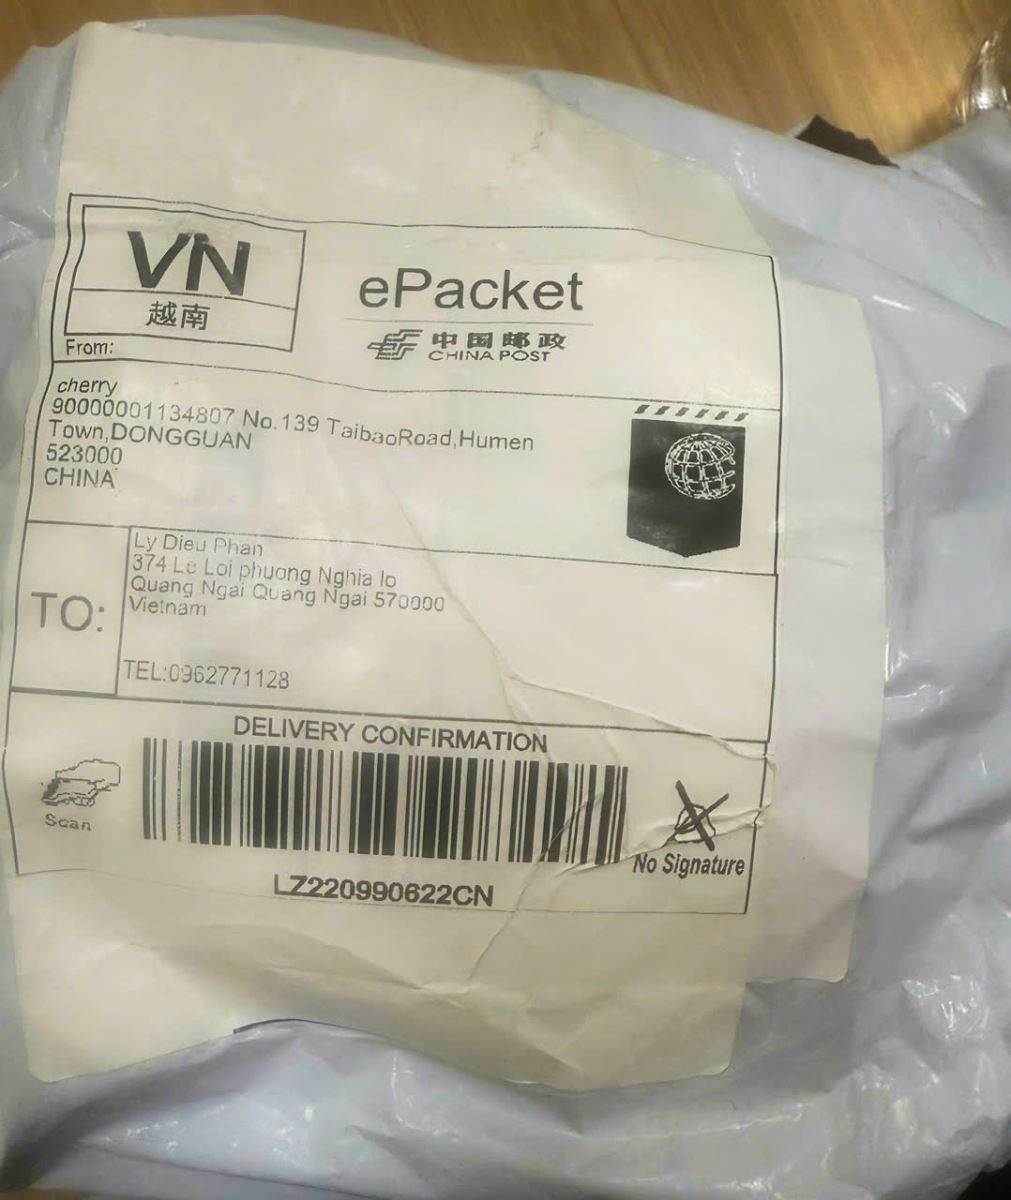 VN
越南
ePacket
中国邮政
CHINA POST
From:
cherry
90000001134807 No.139 TaibaoRoad,Humen
Town,DONGGUAN
523000
CHINA
TO:
Ly Dieu Phan
374 Le Loi phuong Nghia lo
Quang Ngai Quang Ngai 570000
Vietnam
TEL:0962771128
DELIVERY CONFIRMATION
Scan
No Signature
LZ220990622CN